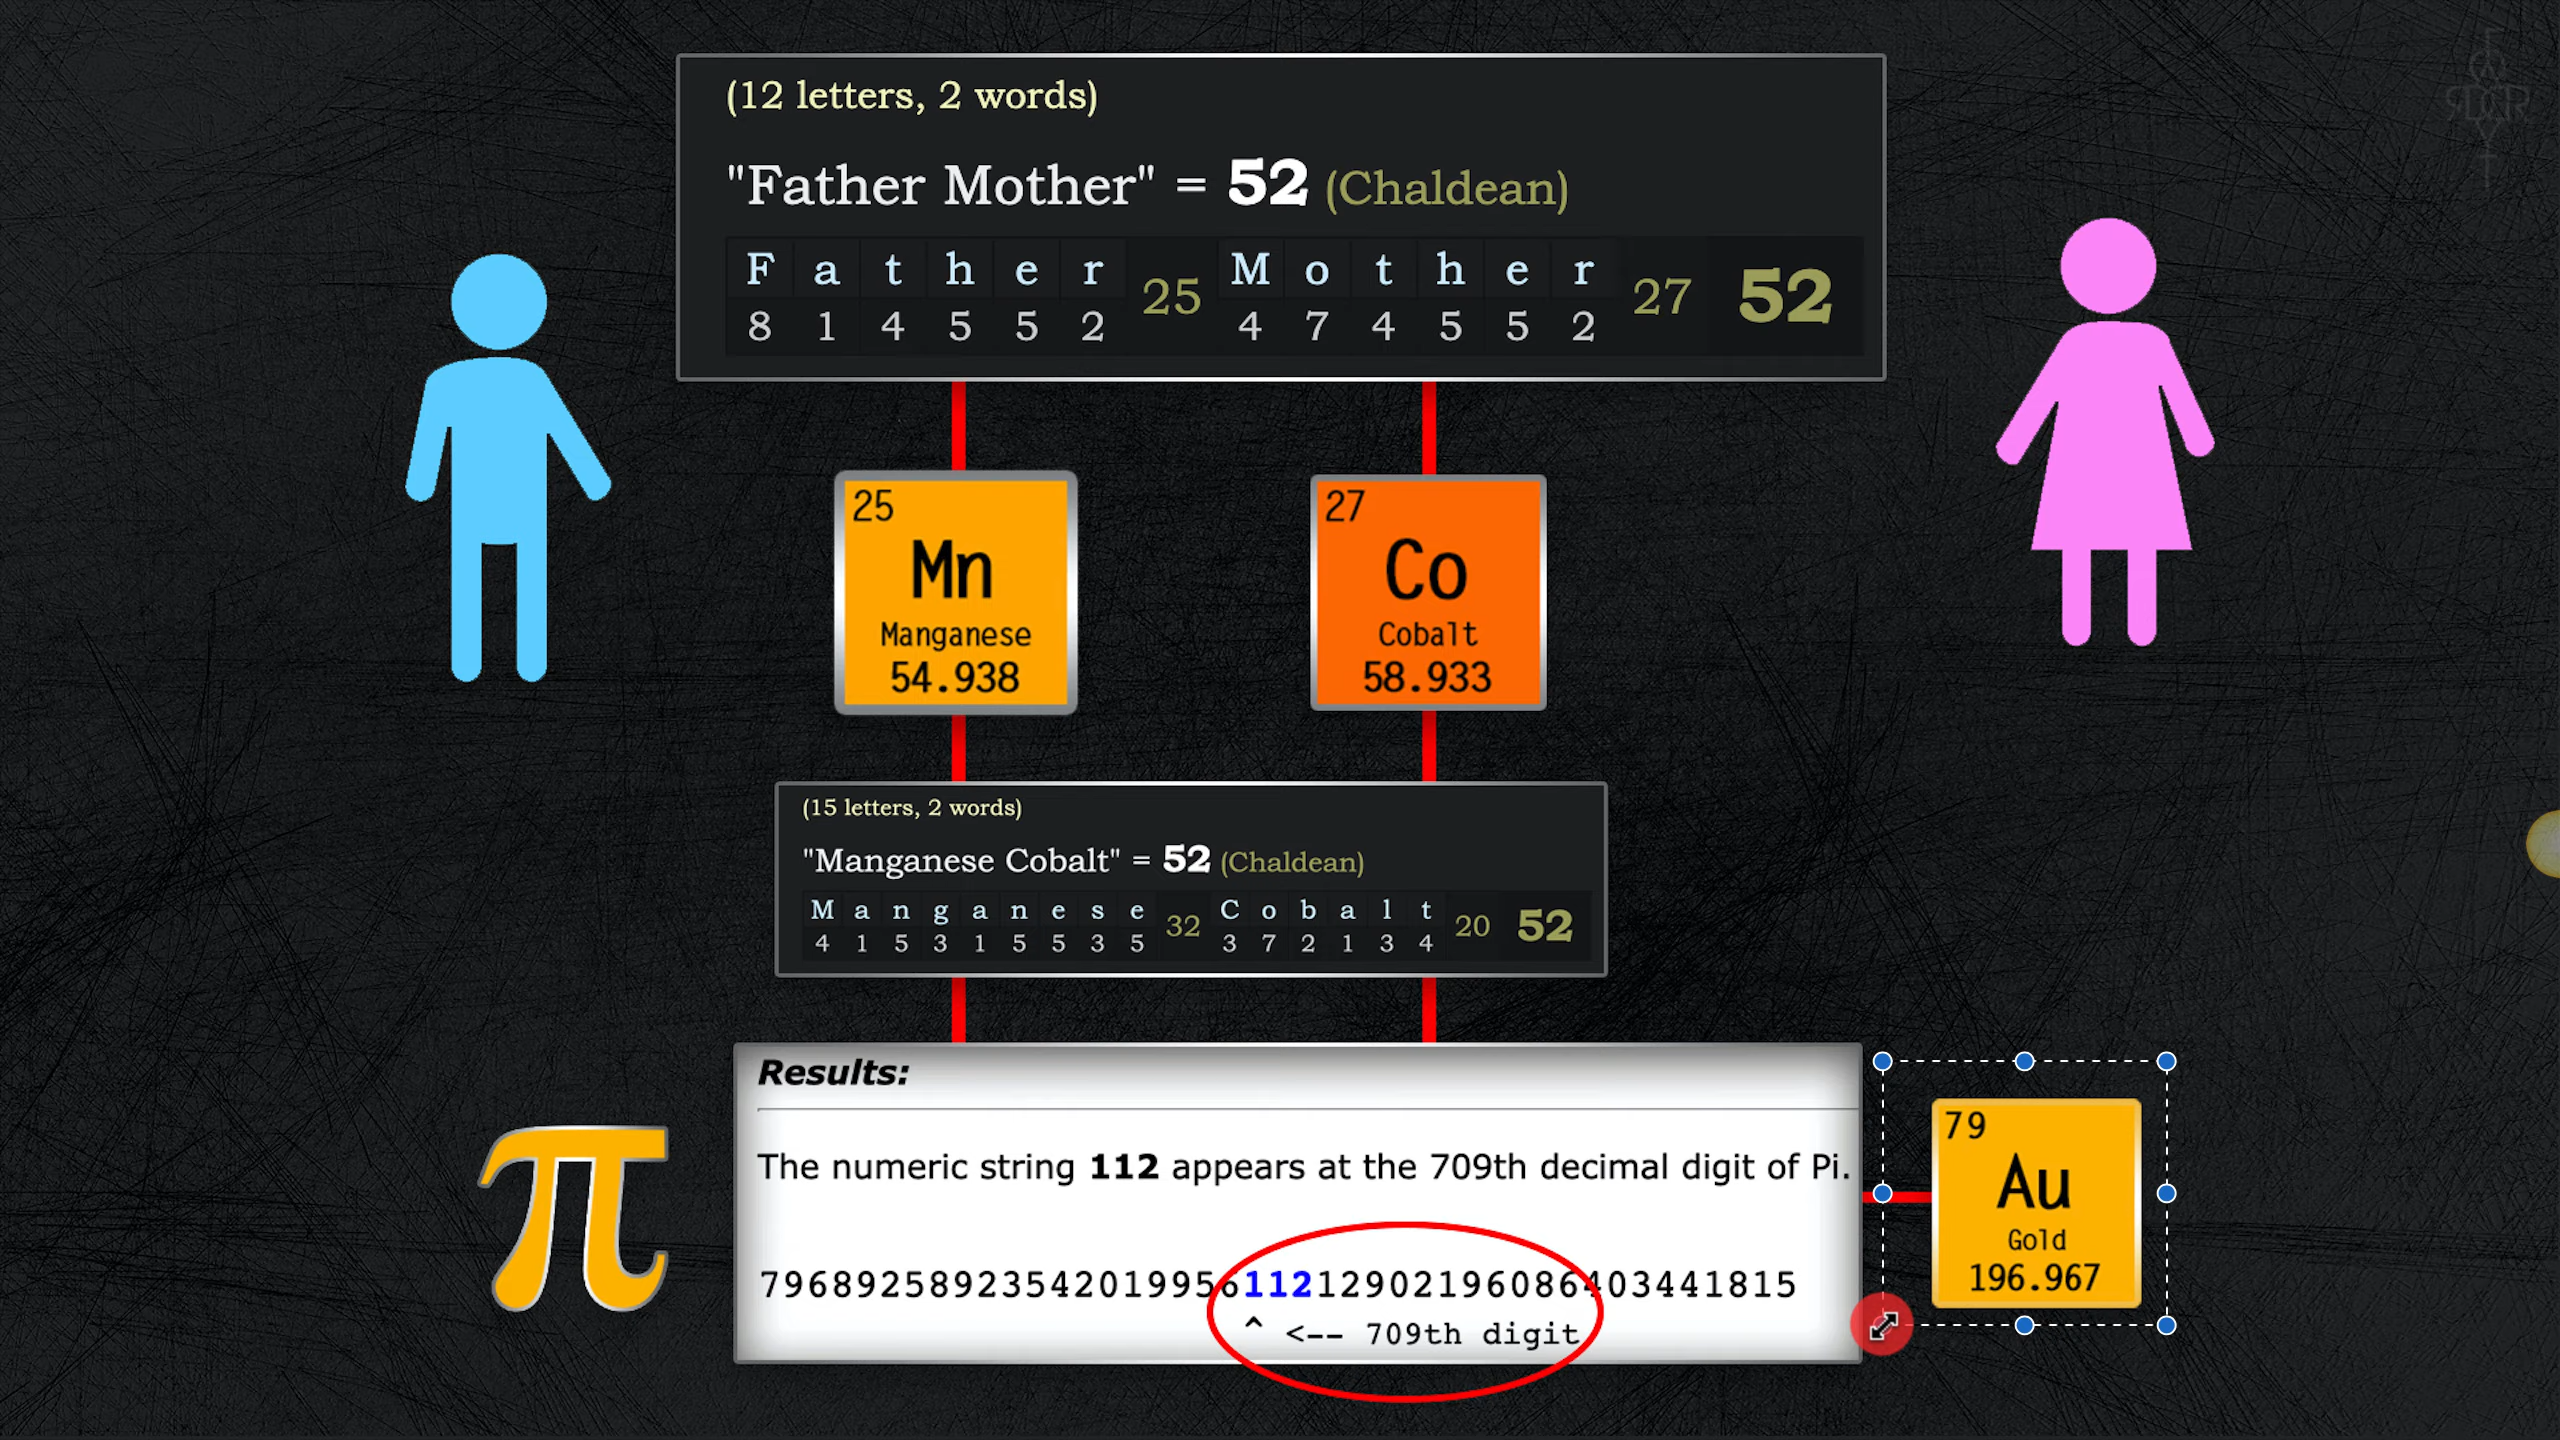 (12 letters, 2 words)
"Father Mother" = 52 (Chaldean)
F a t h e r 25 M o t h e r 27 52
8 1 4 5 5 2 4 7 4 5 5 2
25
Mn
Manganese
54.938
27
Co
Cobalt
58.933
(15 letters, 2 words)
"Manganese Cobalt" = 52 (Chaldean)
M a n g a n e s e 32 C o b a l t 20 52
4 1 5 3 1 5 5 3 5 3 7 2 1 3 4
Results:
The numeric string 112 appears at the 709th decimal digit of Pi.
7968925892354201995611212902196086403441815
^ <-- 709th digit
π
79
Au
Gold
196.967